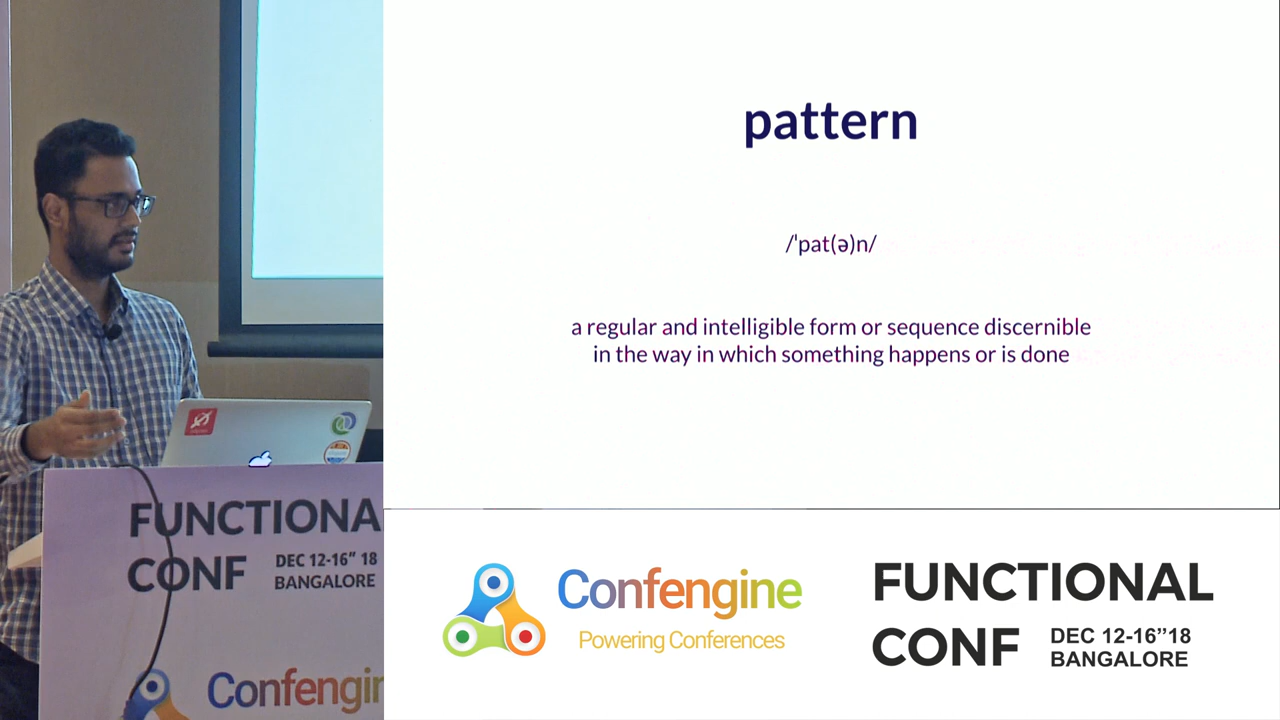 pattern
/ˈpat(ə)n/
a regular and intelligible form or sequence discernible
in the way in which something happens or is done
FUNCTIONA
CONF
DEC 12-16” 18
BANGALORE
Confengin
Confengine
Powering Conferences
FUNCTIONAL
CONF
DEC 12-16”18
BANGALORE